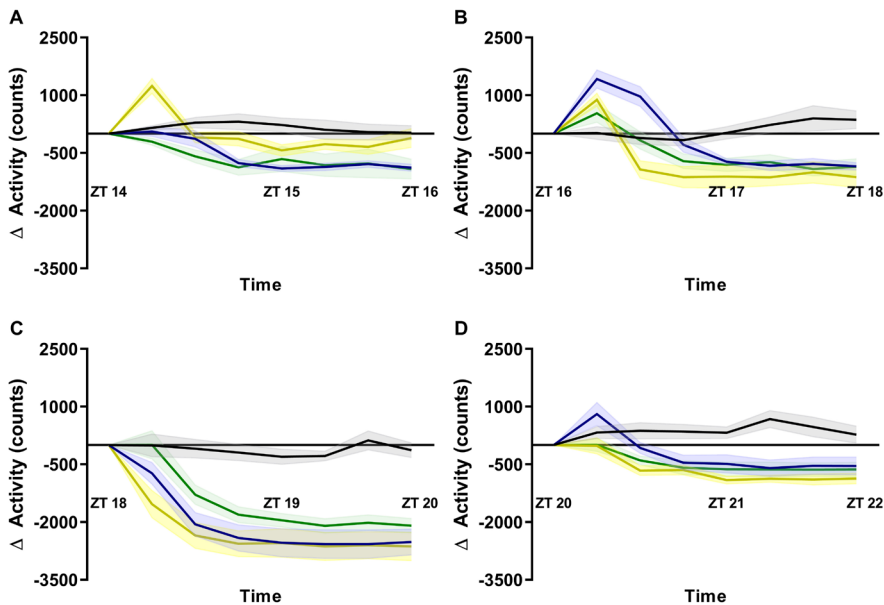 A
2500
1000
-500
-2000
-3500
Δ Activity (counts)
ZT 14
ZT 15
ZT 16
Time
B
2500
1000
-500
-2000
-3500
Δ Activity (counts)
ZT 16
ZT 17
ZT 18
Time
C
2500
1000
-500
-2000
-3500
Δ Activity (counts)
ZT 18
ZT 19
ZT 20
Time
D
2500
1000
-500
-2000
-3500
Δ Activity (counts)
ZT 20
ZT 21
ZT 22
Time